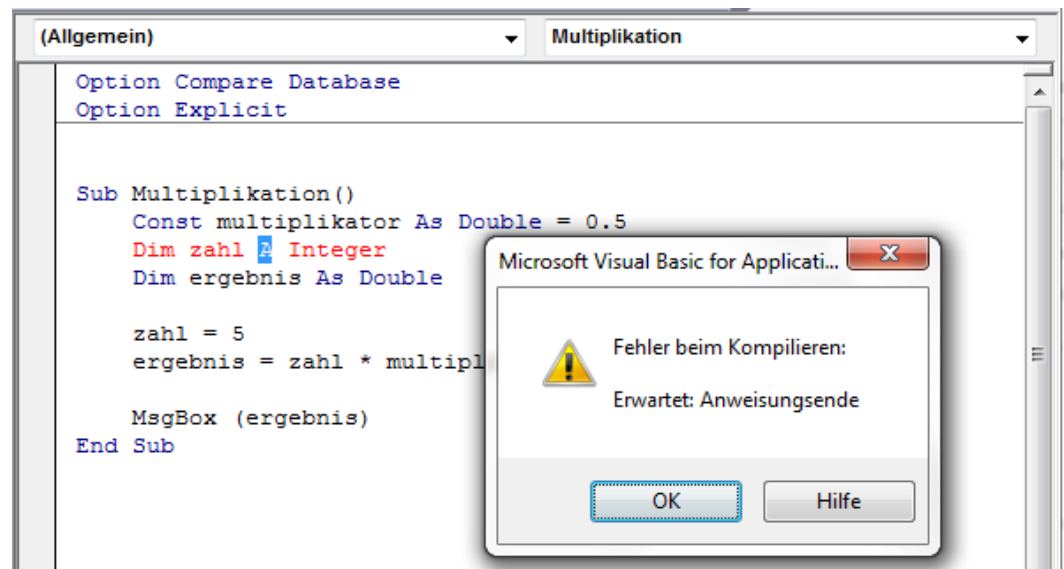 (Allgemein) Multiplikation
Option Compare Database
Option Explicit
Sub Multiplikation()
Const multiplikator As Double = 0.5
Dim zahl A Integer
Dim ergebnis As Double
zahl = 5
ergebnis = zahl * multipl
MsgBox (ergebnis)
End Sub
Microsoft Visual Basic for Applicati...
Fehler beim Kompilieren:
Erwartet: Anweisungsende
OK Hilfe